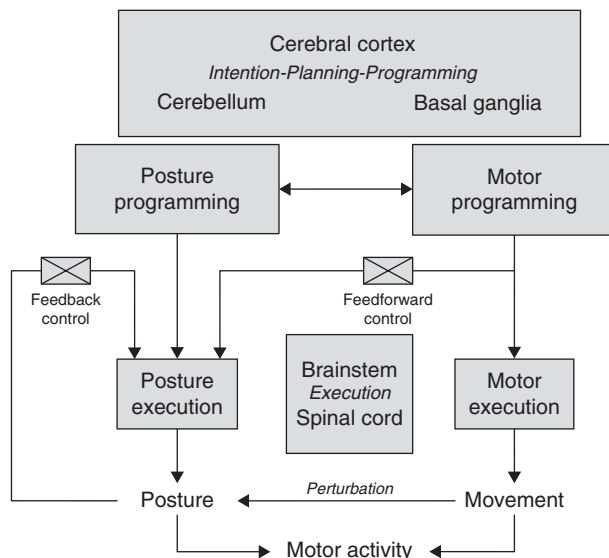 Cerebral cortex
Intention-Planning-Programming
Cerebellum
Basal ganglia
Posture
programming
Motor
programming
Feedback
control
Feedforward
control
Posture
execution
Brainstem
Execution
Spinal cord
Motor
execution
Posture
Perturbation
Movement
Motor activity